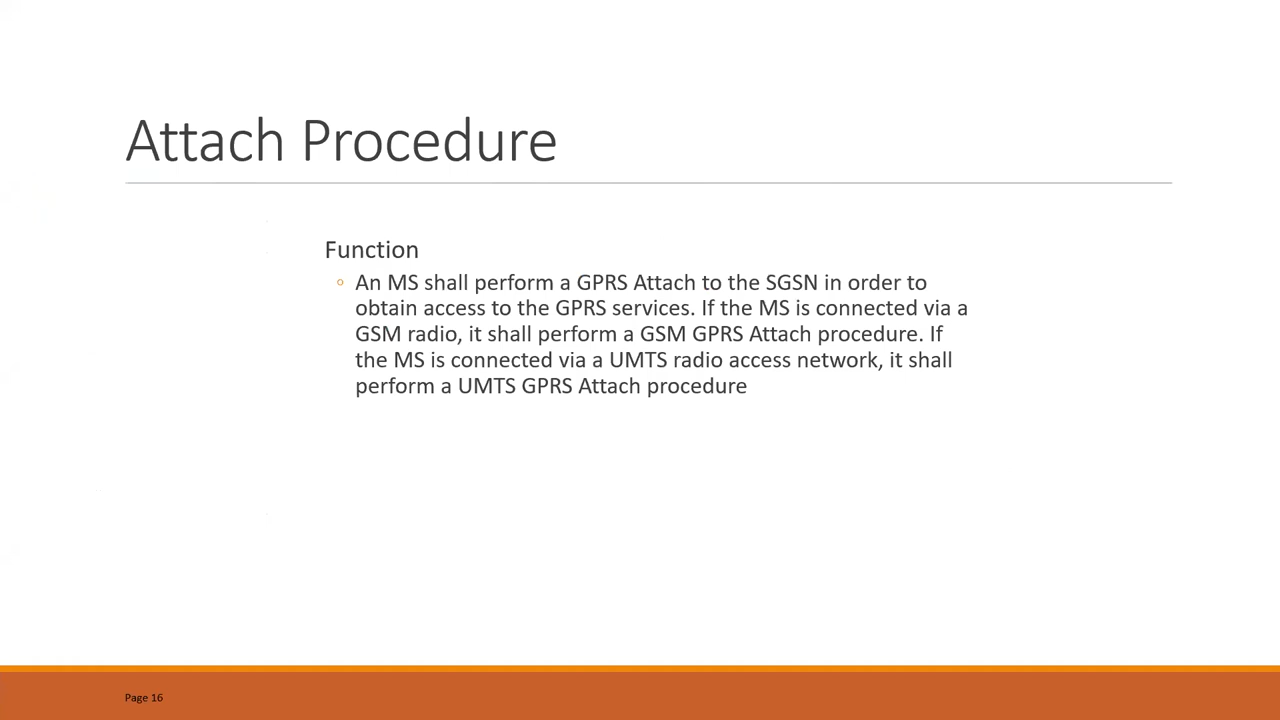 Attach Procedure
Function
An MS shall perform a GPRS Attach to the SGSN in order to
obtain access to the GPRS services. If the MS is connected via a
GSM radio, it shall perform a GSM GPRS Attach procedure. If
the MS is connected via a UMTS radio access network, it shall
perform a UMTS GPRS Attach procedure
Page 16